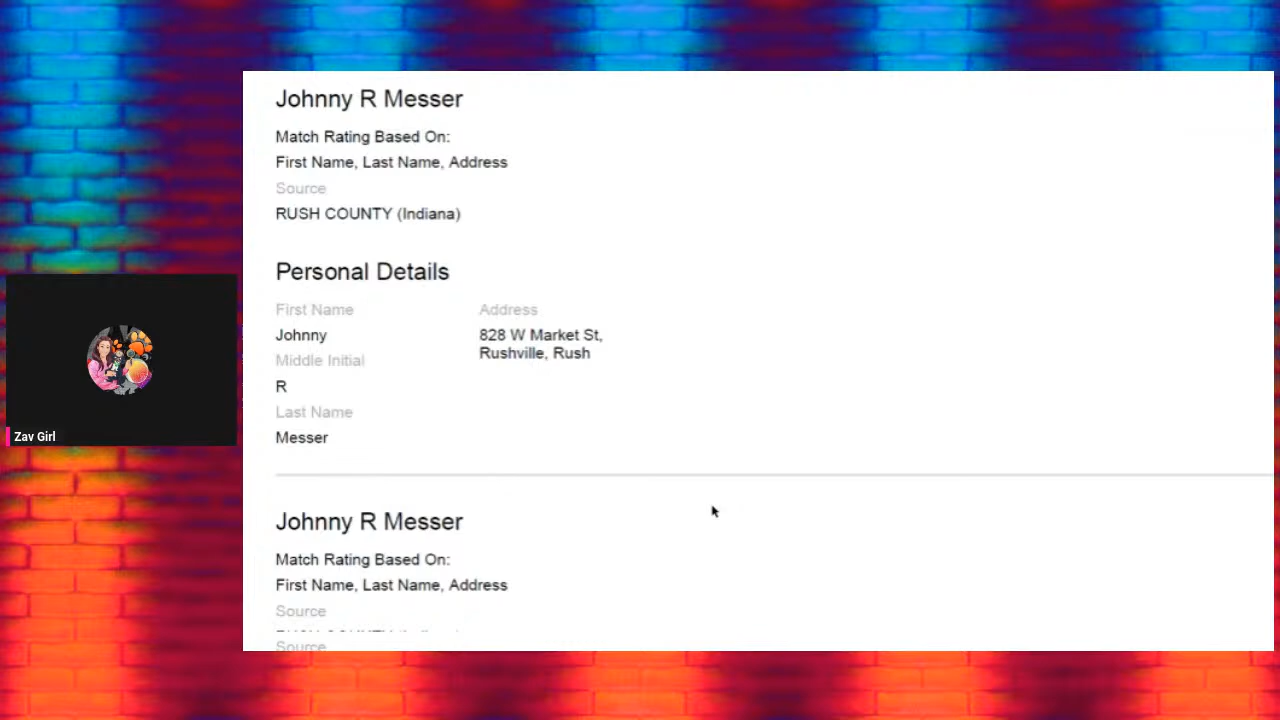 Johnny R Messer
Match Rating Based On:
First Name, Last Name, Address
Source
RUSH COUNTY (Indiana)
Personal Details
First Name
Address
Johnny
828 W Market St,
Rushville, Rush
Middle Initial
R
Last Name
Messer
Johnny R Messer
Match Rating Based On:
First Name, Last Name, Address
Source
Source
Zav Girl